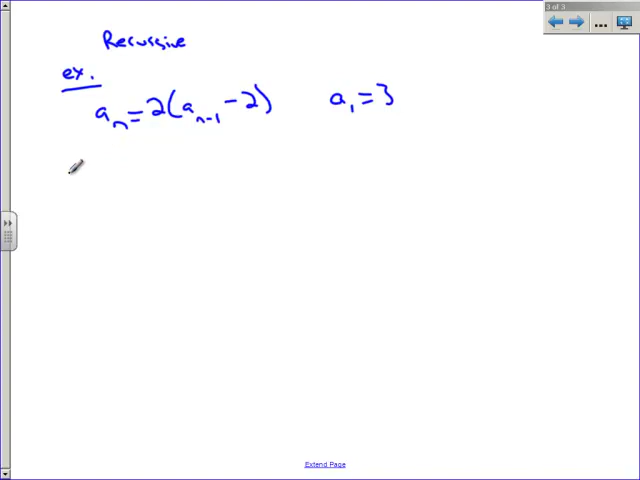 3 of 3
Recursive
ex.
aₙ = 2(aₙ₋₁ - 2) a₁ = 3
Extend Page